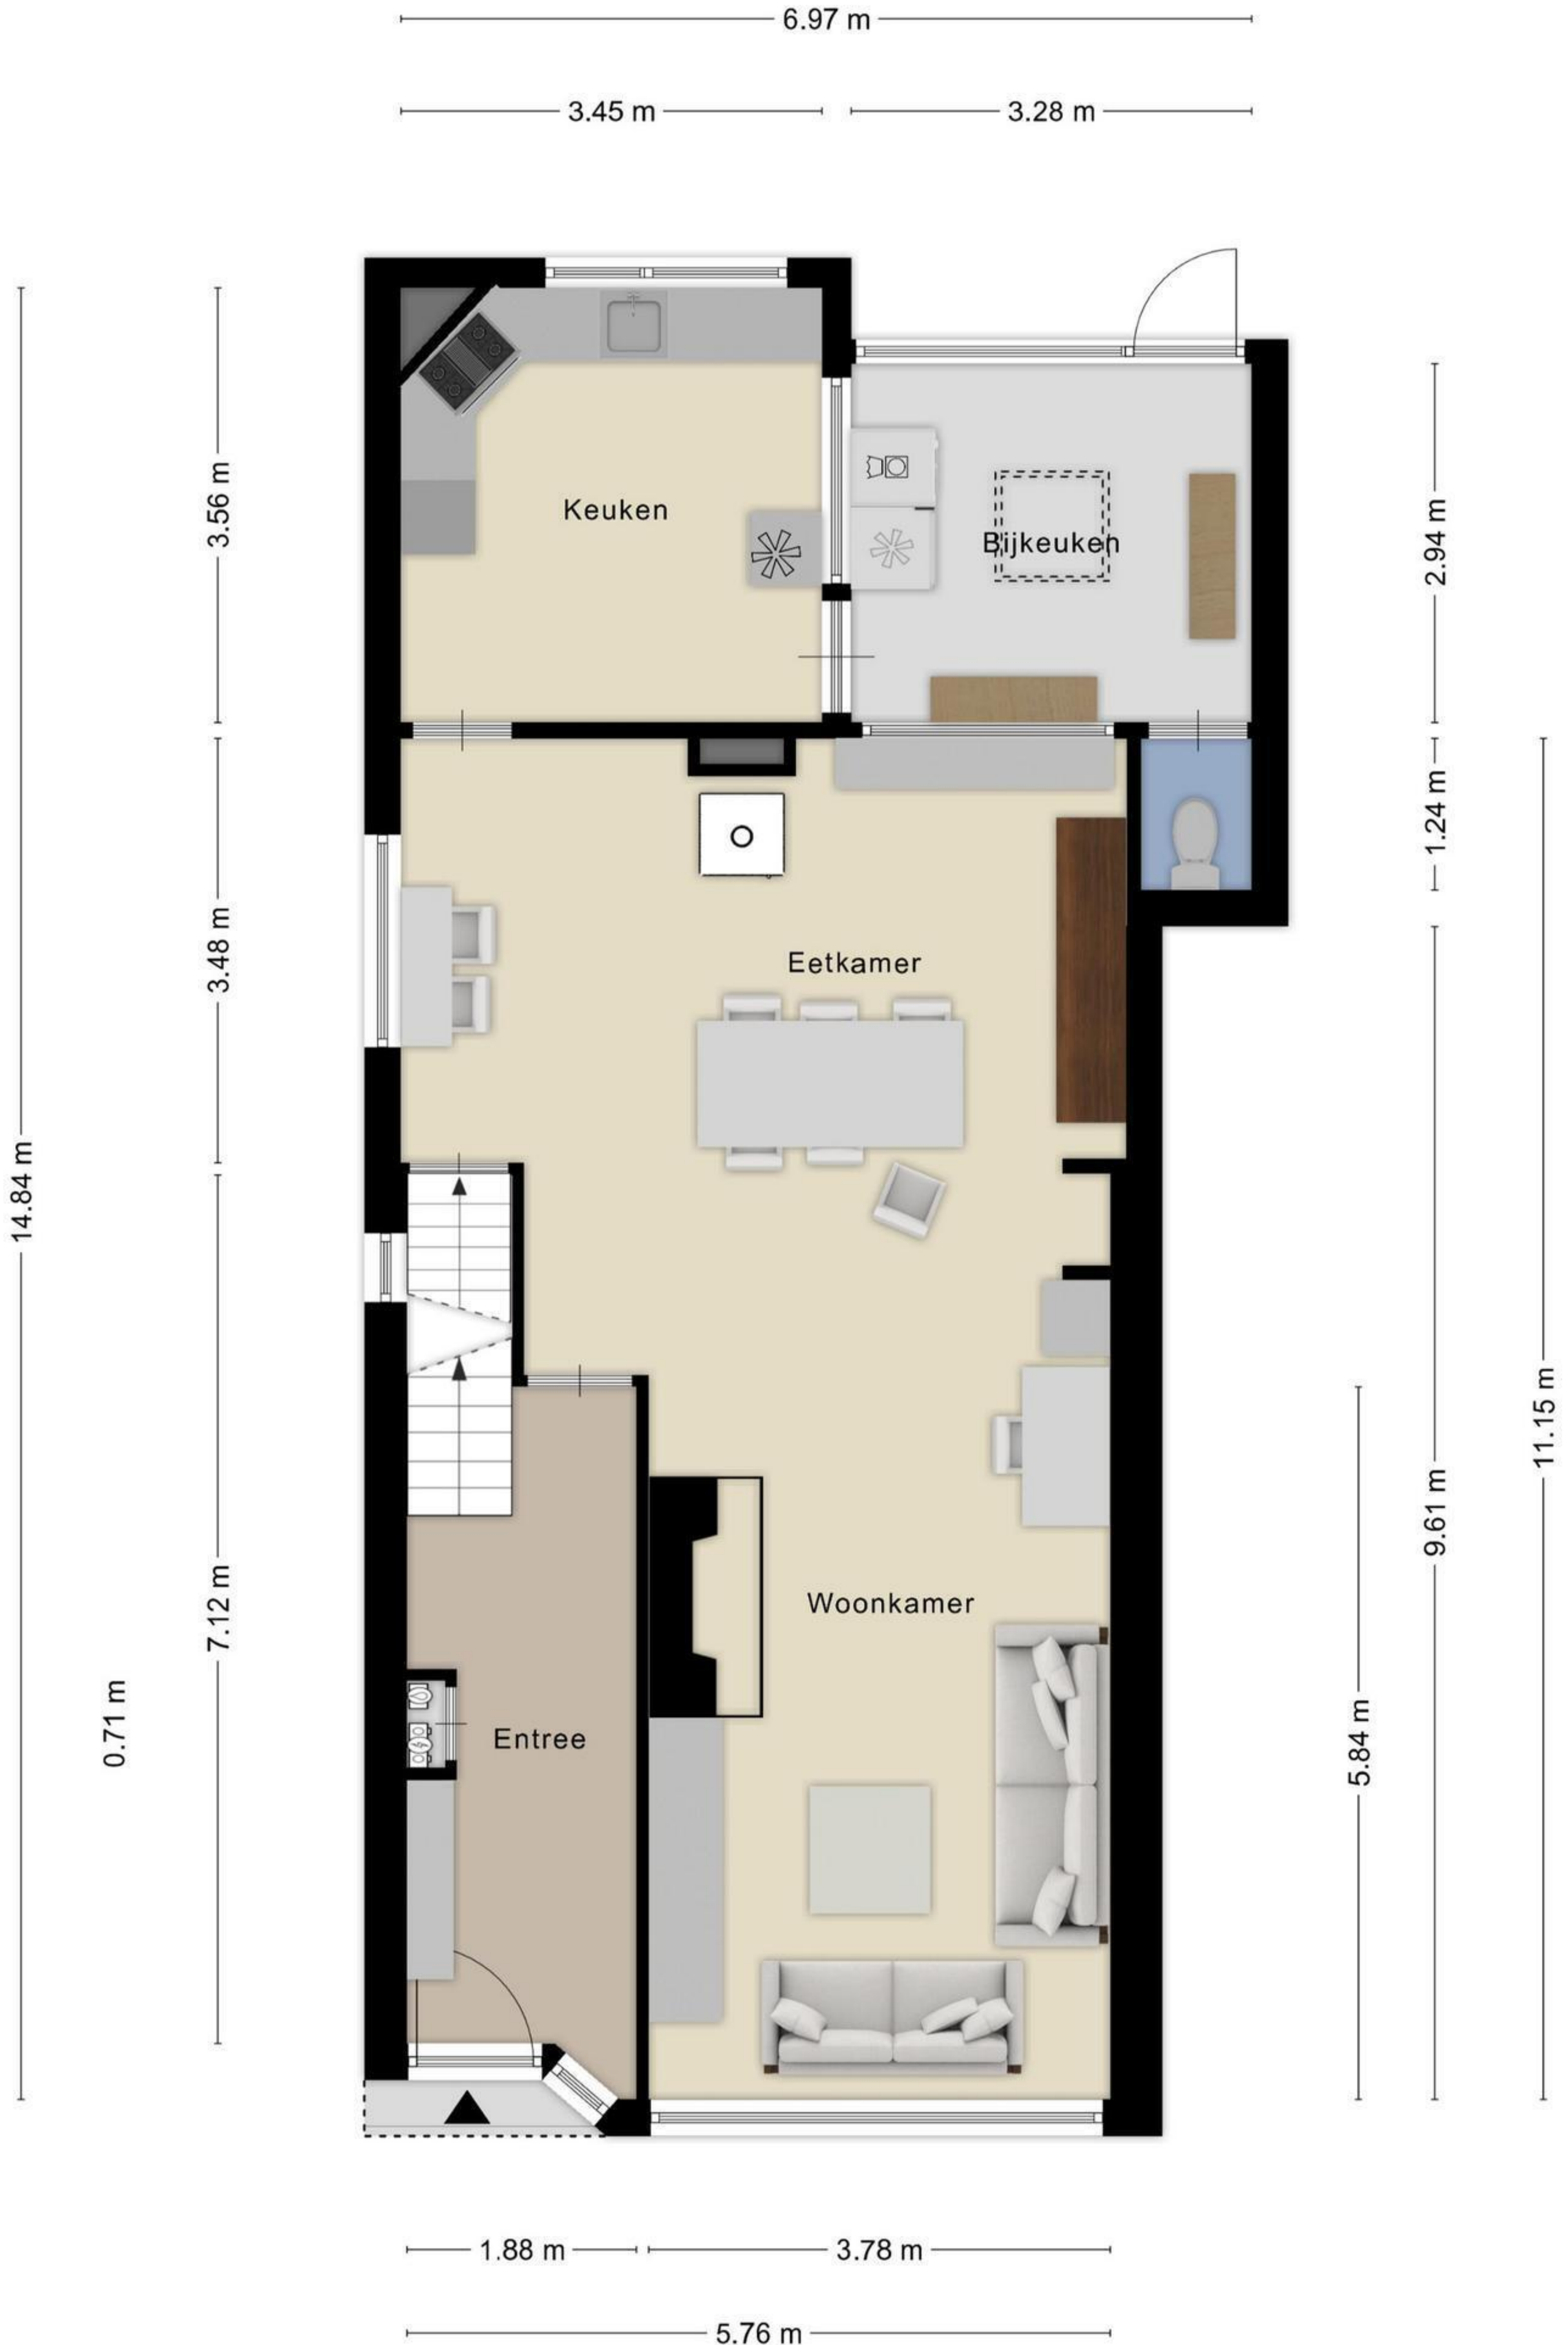 6.97 m
3.45 m
3.28 m
Keuken
Bijkeuken
3.56 m
2.94 m
1.24 m
3.48 m
Eetkamer
14.84 m
11.15 m
9.61 m
7.12 m
Woonkamer
0.71 m
Entree
5.84 m
1.88 m
3.78 m
5.76 m